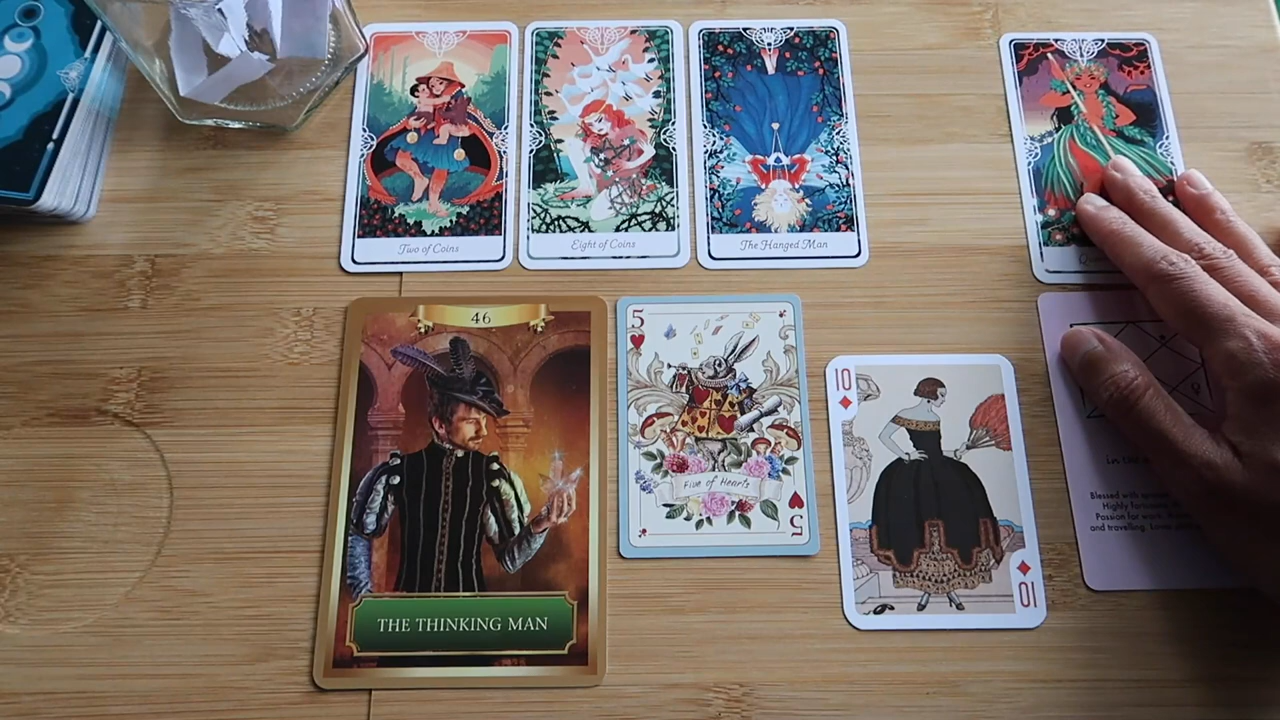 Two of Coins
Eight of Coins
The Hanged Man
46
THE THINKING MAN
5
Five of Hearts
5
10
10
Blessed with
Highly
Passion for work,
and travelling.